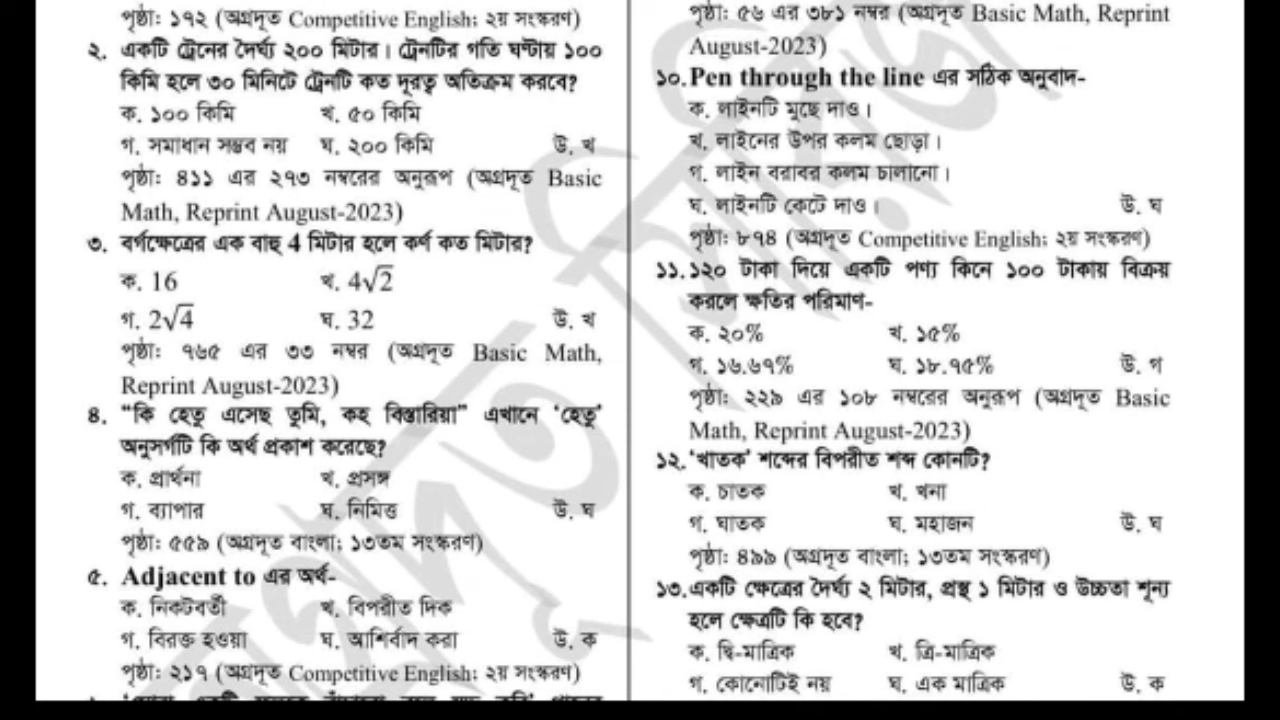 পৃষ্ঠা: ১৭২ (অগ্রদূত Competitive English: ২য় সংস্করণ)
২. একটি ট্রেনের দৈর্ঘ্য ২০০ মিটার। ট্রেনটির গতি ঘণ্টায় ১০০
কিমি হলে ৩০ মিনিটে ট্রেনটি কত দূরত্ব অতিক্রম করবে?
ক. ১০০ কিমি খ. ৫০ কিমি
গ. সমাধান সম্ভব নয় ঘ. ২০০ কিমি উ. খ
পৃষ্ঠা: ৪১১ এর ২৭৩ নম্বরের অনুরূপ (অগ্রদূত Basic
Math, Reprint August-2023)
৩. বর্গক্ষেত্রের এক বাহু 4 মিটার হলে কর্ণ কত মিটার?
ক. 16 খ. 4√2
গ. 2√4 ঘ. 32 উ. খ
পৃষ্ঠা: ৭৬৫ এর ৩৩ নম্বর (অগ্রদূত Basic Math,
Reprint August-2023)
৪. “কি হেতু এসেছ তুমি, কহ বিস্তারিয়া” এখানে ‘হেতু’
অনুসর্গটি কি অর্থ প্রকাশ করেছে?
ক. প্রার্থনা খ. প্রসঙ্গ
গ. ব্যাপার ঘ. নিমিত্ত উ. ঘ
পৃষ্ঠা: ৫৫৯ (অগ্রদূত বাংলা; ১৩তম সংস্করণ)
৫. Adjacent to এর অর্থ-
ক. নিকটবর্তী খ. বিপরীত দিক
গ. বিরক্ত হওয়া ঘ. আশির্বাদ করা উ. ক
পৃষ্ঠা: ২১৭ (অগ্রদূত Competitive English: ২য় সংস্করণ)
পৃষ্ঠা: ৫৬ এর ৩৮১ নম্বর (অগ্রদূত Basic Math, Reprint
August-2023)
১০. Pen through the line এর সঠিক অনুবাদ-
ক. লাইনটি মুছে দাও।
খ. লাইনের উপর কলম ছোড়া।
গ. লাইন বরাবর কলম চালানো।
ঘ. লাইনটি কেটে দাও। উ. ঘ
পৃষ্ঠা: ৮৭৪ (অগ্রদূত Competitive English: ২য় সংস্করণ)
১১. ১২০ টাকা দিয়ে একটি পণ্য কিনে ১০০ টাকায় বিক্রয়
করলে ক্ষতির পরিমাণ-
ক. ২০% খ. ১৫%
গ. ১৬.৬৭% ঘ. ১৮.৭৫% উ. গ
পৃষ্ঠা: ২২৯ এর ১০৮ নম্বরের অনুরূপ (অগ্রদূত Basic
Math, Reprint August-2023)
১২. ‘খাতক’ শব্দের বিপরীত শব্দ কোনটি?
ক. চাতক খ. খনা
গ. ঘাতক ঘ. মহাজন উ. ঘ
পৃষ্ঠা: ৪৯৯ (অগ্রদূত বাংলা; ১৩তম সংস্করণ)
১৩. একটি ক্ষেত্রের দৈর্ঘ্য ২ মিটার, প্রস্থ ১ মিটার ও উচ্চতা শূন্য
হলে ক্ষেত্রটি কি হবে?
ক. দ্বি-মাত্রিক খ. ত্রি-মাত্রিক
গ. কোনোটিই নয় ঘ. এক মাত্রিক উ. ক